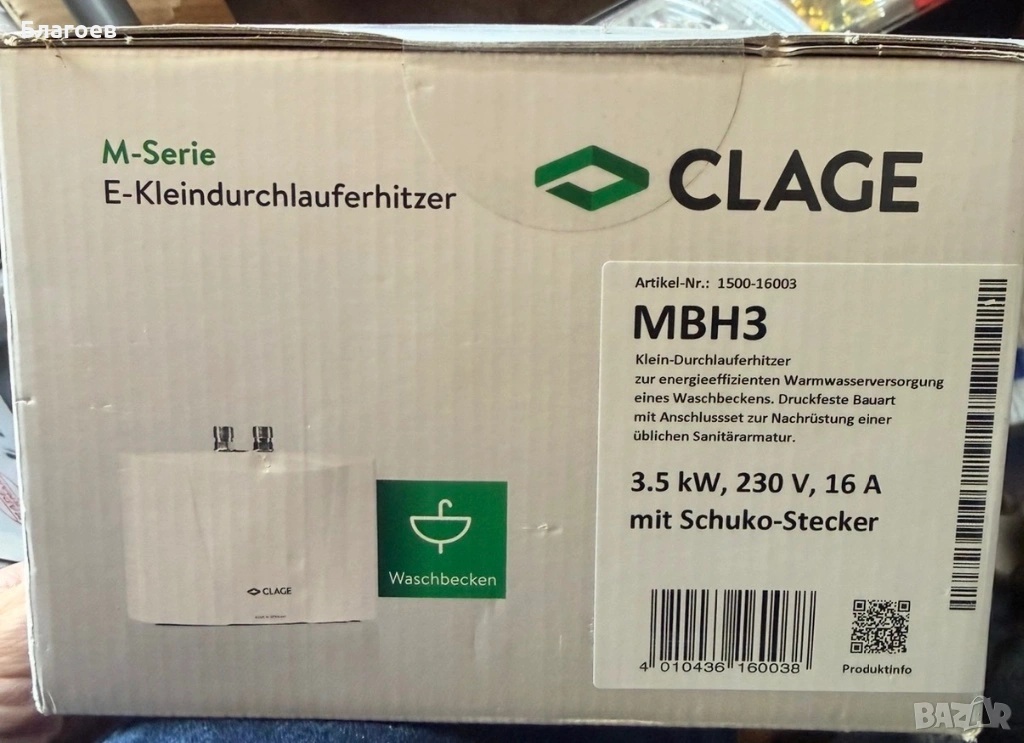 Благоев
M-Serie
E-Kleindurchlauferhitzer
CLAGE
Artikel-Nr.: 1500-16003
MBH3
Klein-Durchlauferhitzer
zur energieeffizienten Warmwasserversorgung
eines Waschbeckens. Druckfeste Bauart
mit Anschlussset zur Nachrüstung einer
üblichen Sanitärarmatur.
3.5 kW, 230 V, 16 A
mit Schuko-Stecker
Waschbecken
CLAGE
4 010436 160038
Produktinfo
BAZAR